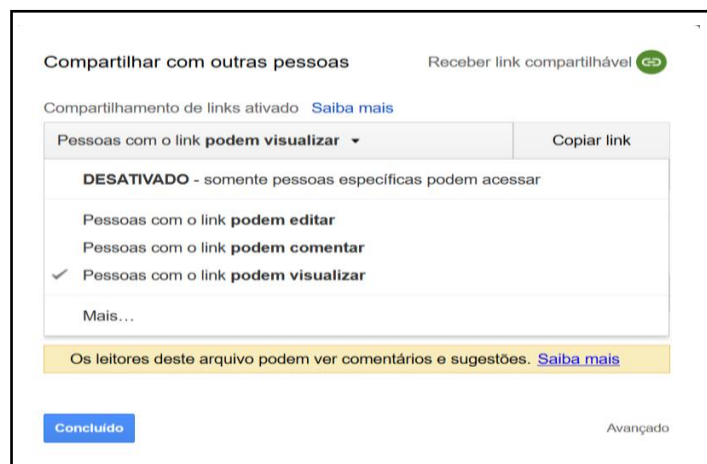 Compartilhar com outras pessoas Receber link compartilhável
Compartilhamento de links ativado Saiba mais
Pessoas com o link podem visualizar Copiar link
DESATIVADO - somente pessoas específicas podem acessar
Pessoas com o link podem editar
Pessoas com o link podem comentar
Pessoas com o link podem visualizar
Mais...
Os leitores deste arquivo podem ver comentários e sugestões. Saiba mais
Concluído Avançado